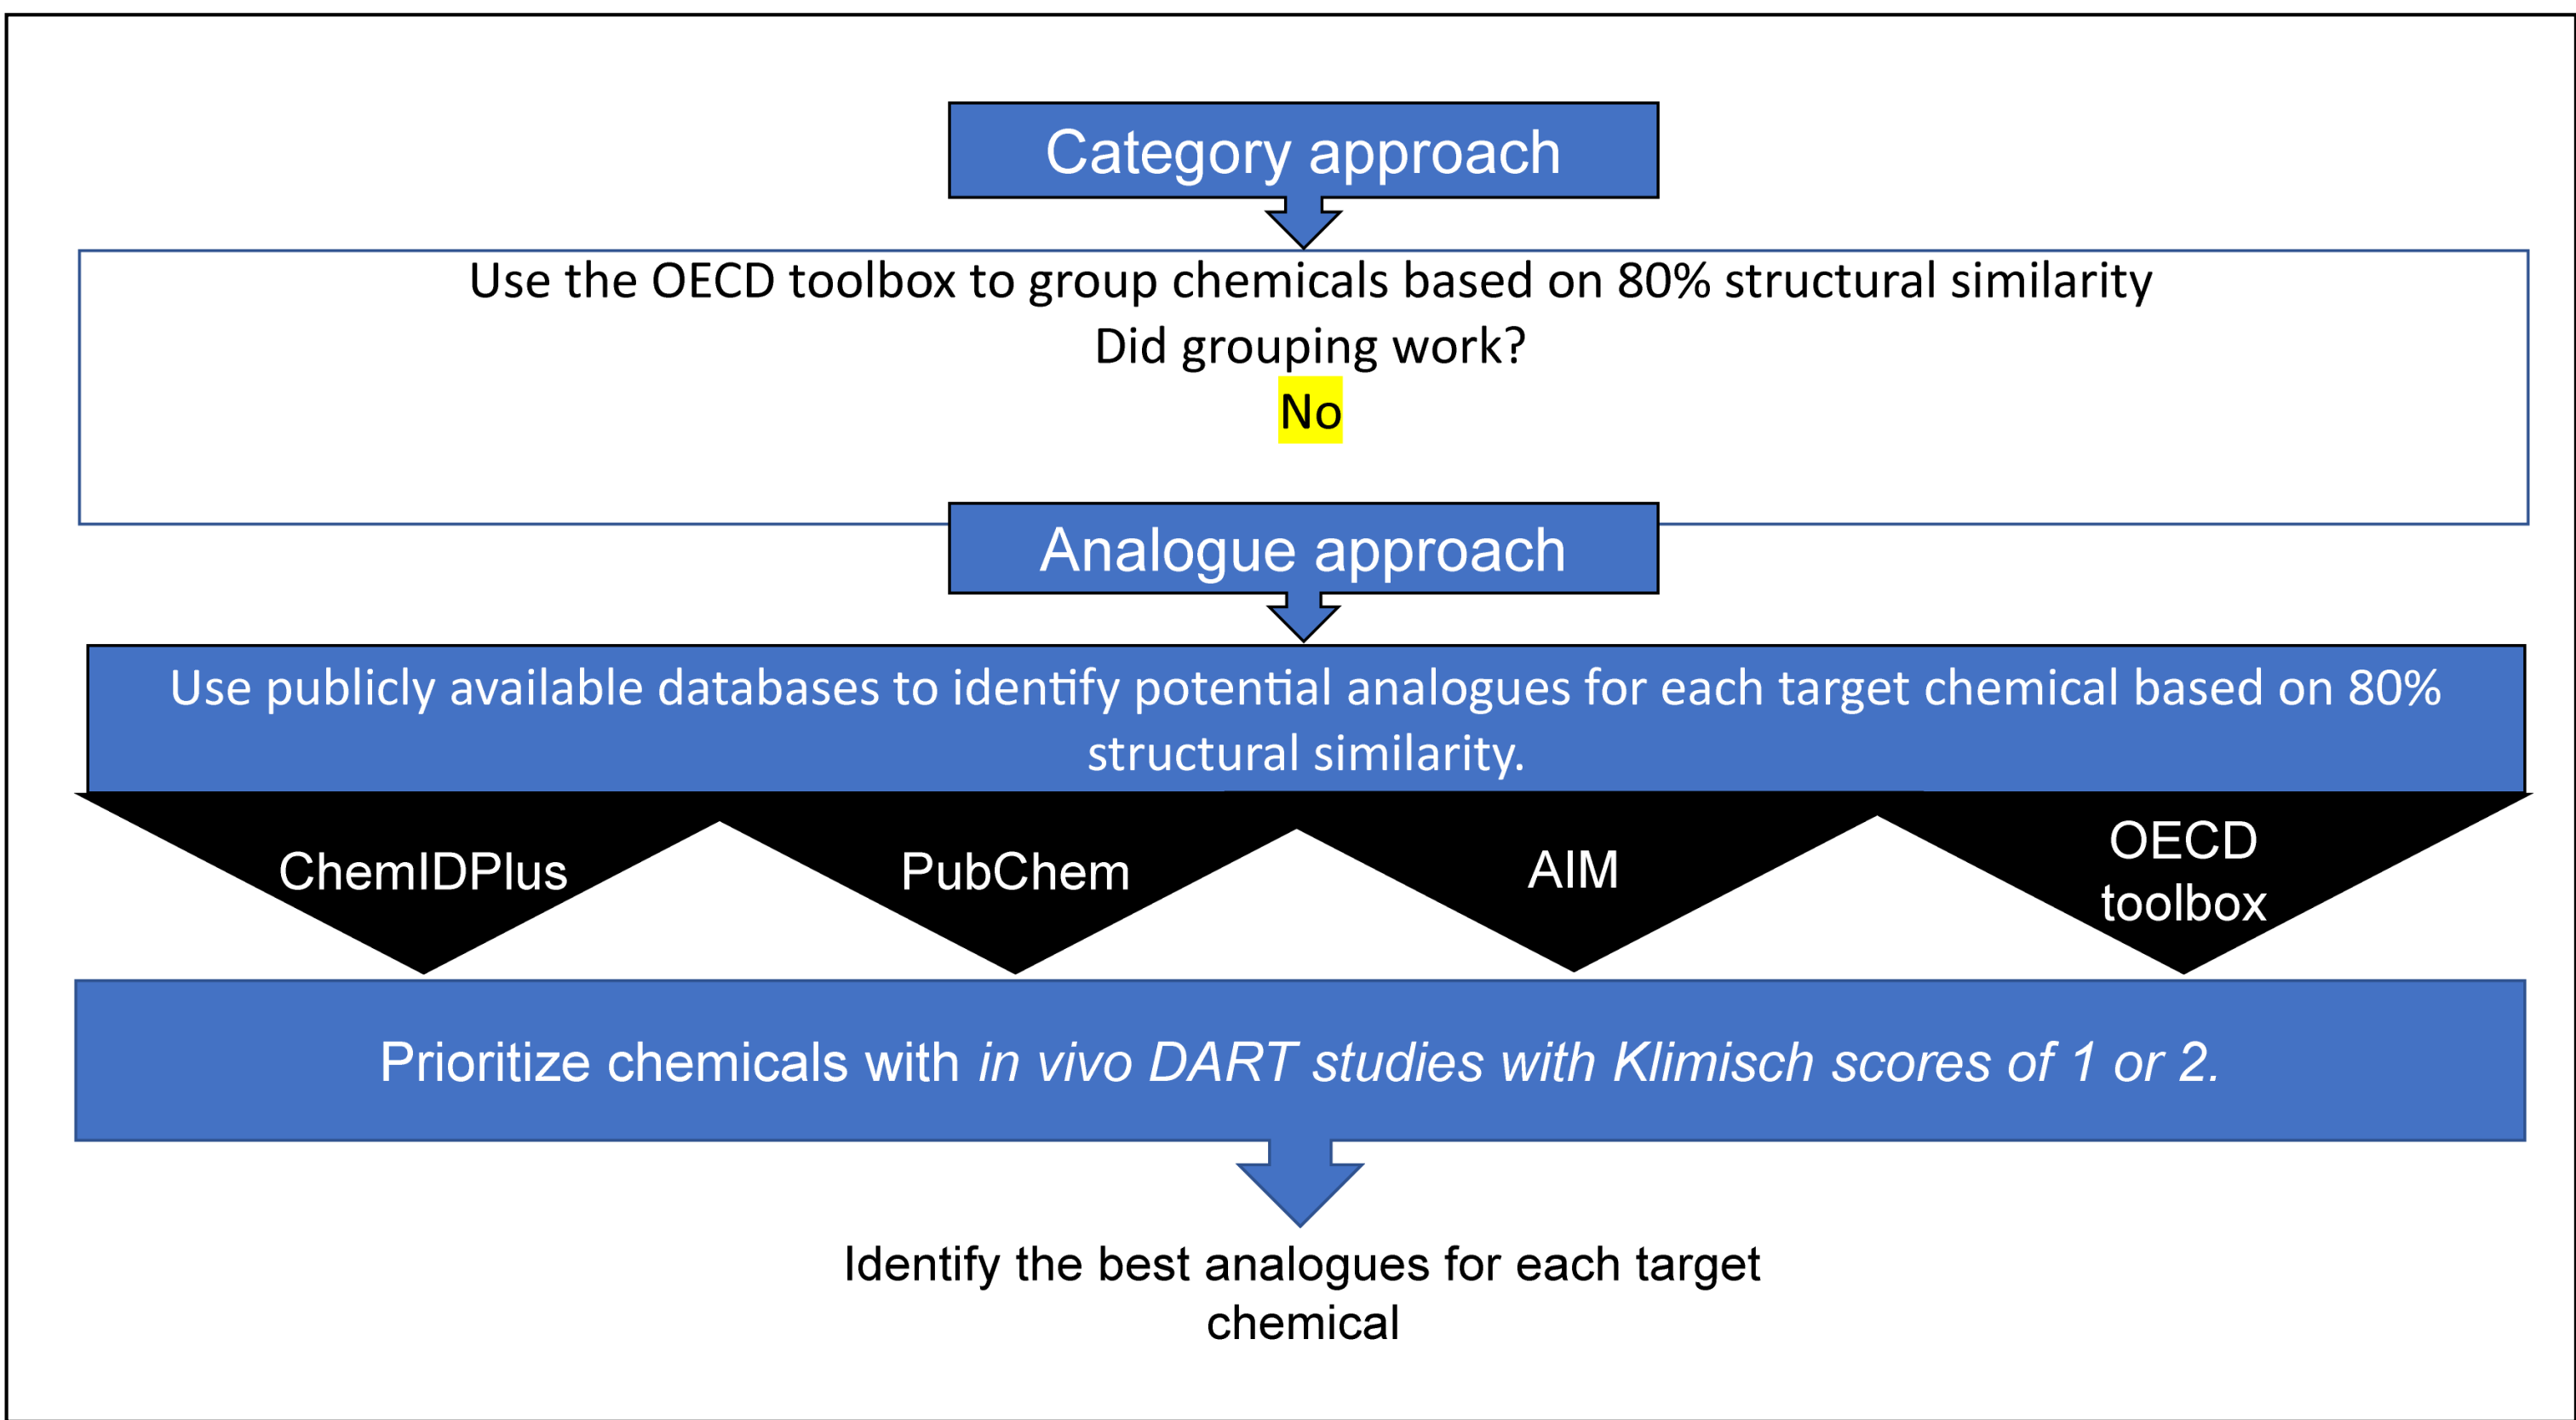 Category approach
Use the OECD toolbox to group chemicals based on 80% structural similarity
Did grouping work?
No
Analogue approach
Use publicly available databases to identify potential analogues for each target chemical based on 80%
structural similarity.
ChemIDPlus
PubChem
AIM
OECD
toolbox
Prioritize chemicals with in vivo DART studies with Klimisch scores of 1 or 2.
Identify the best analogues for each target
chemical